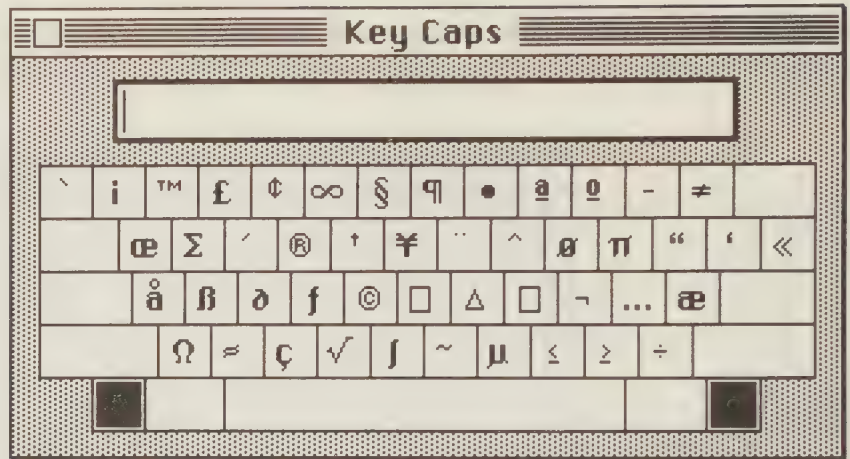 Key Caps
` ¡ ™ £ ¢ ∞ § ¶ • ª º – ≠
œ Σ ´ ® † ¥ ¨ ^ ø π “ ‘ «
å ß ∂ ƒ © □ Δ □ ¬ … æ
Ω ≈ ç √ ∫ ~ µ ≤ ≥ ÷